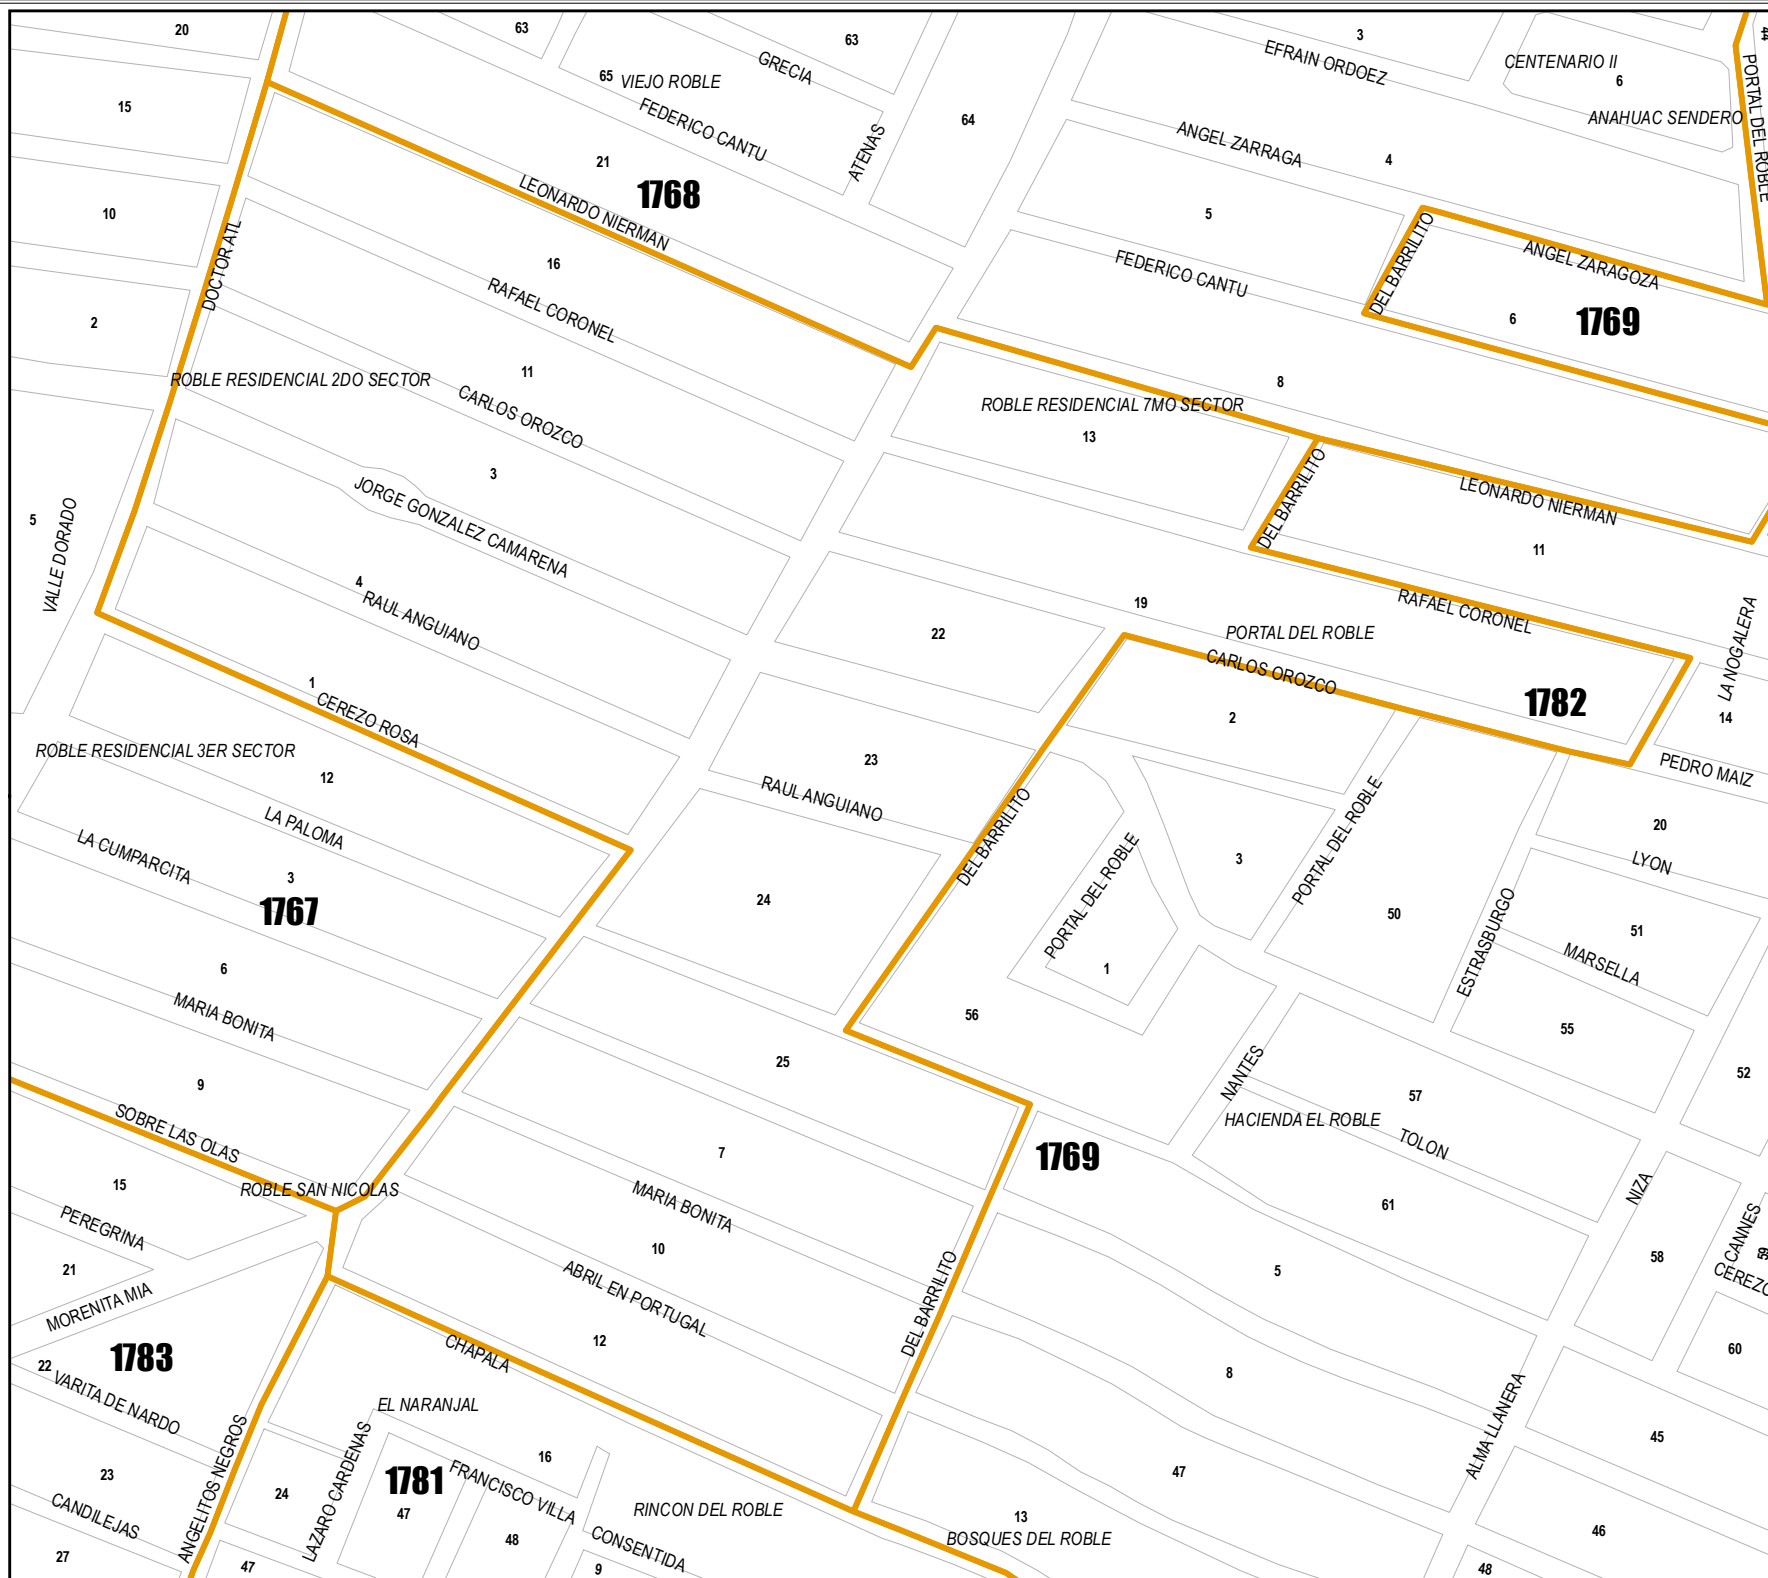 20
63
63
3
44
GRECIA
EFRAIN ORDOEZ
CENTENARIO II
65
VIEJO ROBLE
6
PORTAL DEL ROBLE
15
FEDERICO CANTU
64
ANAHUAC SENDERO
ATENAS
ANGEL ZARRAGA
4
21
1768
LEONARDO NIERMAN
10
5
DEL BARRILITO
ANGEL ZARAGOZA
DOCTOR ATL
16
FEDERICO CANTU
RAFAEL CORONEL
2
6
1769
11
8
ROBLE RESIDENCIAL 2DO SECTOR
CARLOS OROZCO
ROBLE RESIDENCIAL 7MO SECTOR
13
3
DEL BARRILITO
LEONARDO NIERMAN
5
VALLE DORADO
JORGE GONZALEZ CAMARENA
11
4
RAUL ANGUIANO
19
RAFAEL CORONEL
22
PORTAL DEL ROBLE
LA NOGALERA
CARLOS OROZCO
1
1782
CEREZO ROSA
2
14
ROBLE RESIDENCIAL 3ER SECTOR
12
23
PEDRO MAIZ
RAUL ANGUIANO
LA PALOMA
DEL BARRILITO
PORTAL DEL ROBLE
20
LA CUMPARCITA
3
3
LYON
PORTAL DEL ROBLE
24
1767
50
51
ESTRASBURGO
MARSELLA
6
1
MARIA BONITA
56
55
25
NANTES
52
9
57
SOBRE LAS OLAS
HACIENDA EL ROBLE
TOLON
7
1769
15
ROBLE SAN NICOLAS
MARIA BONITA
NIZA
61
PEREGRINA
10
CANNES
21
5
58
59
ABRIL EN PORTUGAL
CEREZO
MORENITA MIA
DEL BARRILITO
12
1783
CHAPALA
60
22
VARITA DE NARDO
8
EL NARANJAL
ALMA LLANERA
ANGELITOS NEGROS
LAZARO CARDENAS
16
45
23
1781
FRANCISCO VILLA
47
24
47
RINCON DEL ROBLE
13
CANDILEJAS
48
CONSENTIDA
BOSQUES DEL ROBLE
46
27
47
9
48